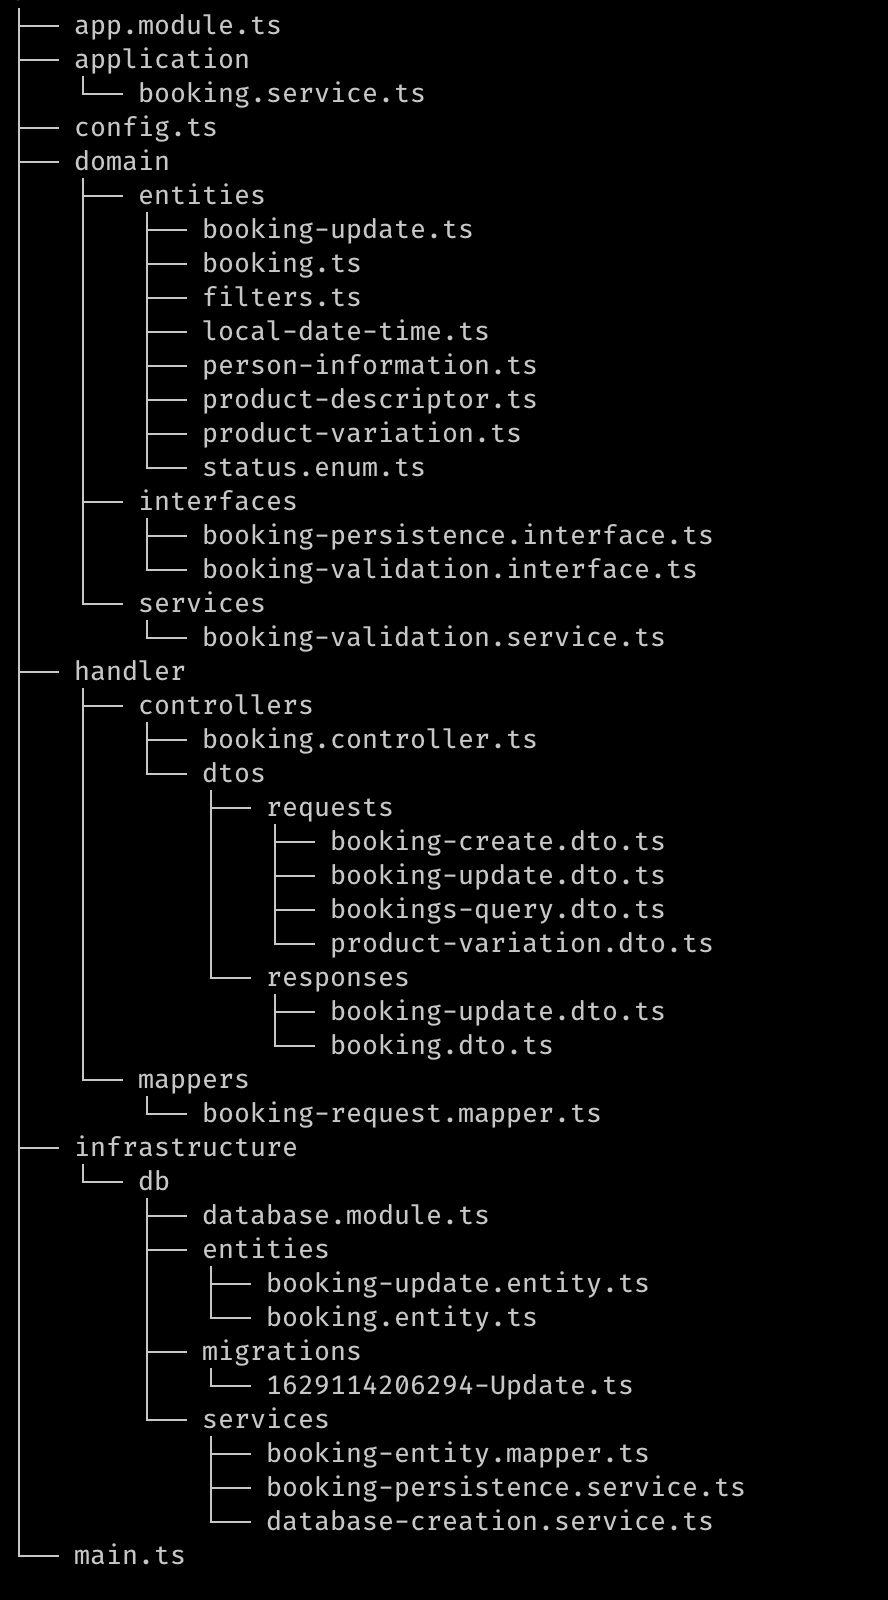 ├── app.module.ts
├── application
│   └── booking.service.ts
├── config.ts
├── domain
│   ├── entities
│   │   ├── booking-update.ts
│   │   ├── booking.ts
│   │   ├── filters.ts
│   │   ├── local-date-time.ts
│   │   ├── person-information.ts
│   │   ├── product-descriptor.ts
│   │   ├── product-variation.ts
│   │   └── status.enum.ts
│   ├── interfaces
│   │   ├── booking-persistence.interface.ts
│   │   └── booking-validation.interface.ts
│   └── services
│       └── booking-validation.service.ts
├── handler
│   ├── controllers
│   │   ├── booking.controller.ts
│   │   └── dtos
│   │       ├── requests
│   │       │   ├── booking-create.dto.ts
│   │       │   ├── booking-update.dto.ts
│   │       │   ├── bookings-query.dto.ts
│   │       │   └── product-variation.dto.ts
│   │       └── responses
│   │           ├── booking-update.dto.ts
│   │           └── booking.dto.ts
│   └── mappers
│       └── booking-request.mapper.ts
├── infrastructure
│   └── db
│       ├── database.module.ts
│       ├── entities
│       │   ├── booking-update.entity.ts
│       │   └── booking.entity.ts
│       ├── migrations
│       │   └── 1629114206294-Update.ts
│       └── services
│           ├── booking-entity.mapper.ts
│           ├── booking-persistence.service.ts
│           └── database-creation.service.ts
└── main.ts